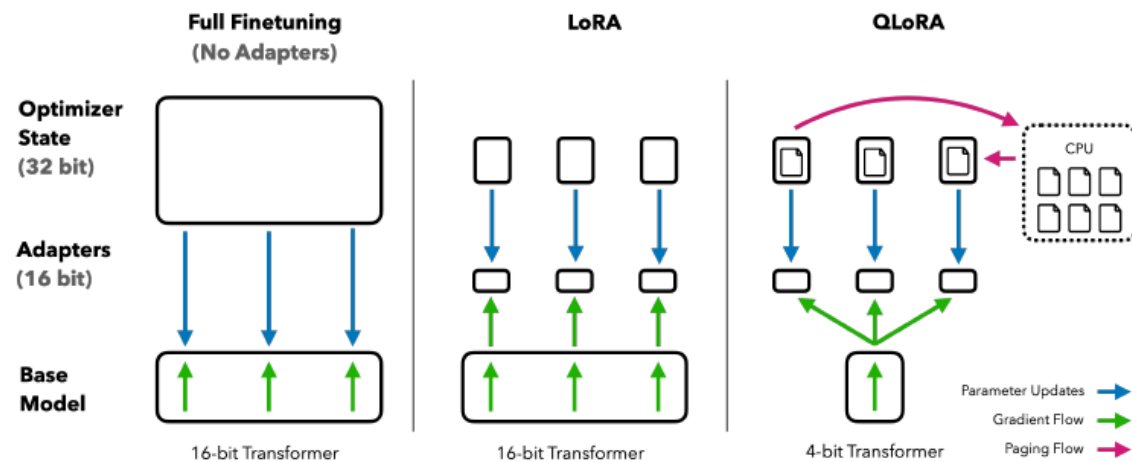 Full Finetuning
(No Adapters)
LoRA
QLoRA
Optimizer
State
(32 bit)
CPU
Adapters
(16 bit)
Base
Model
Parameter Updates
Gradient Flow
Paging Flow
16-bit Transformer
16-bit Transformer
4-bit Transformer